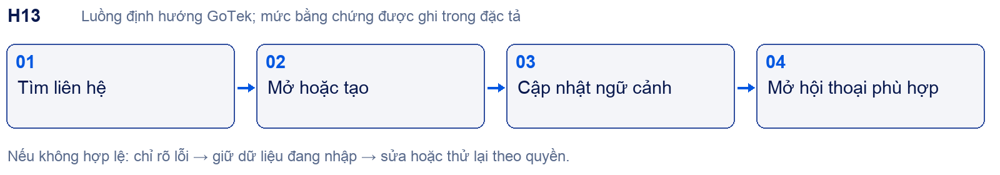 H13 Luồng định hướng GoTek; mức bằng chứng được ghi trong đặc tả
01
Tìm liên hệ
02
Mở hoặc tạo
03
Cập nhật ngữ cảnh
04
Mở hội thoại phù hợp
Nếu không hợp lệ: chỉ rõ lỗi → giữ dữ liệu đang nhập → sửa hoặc thử lại theo quyền.